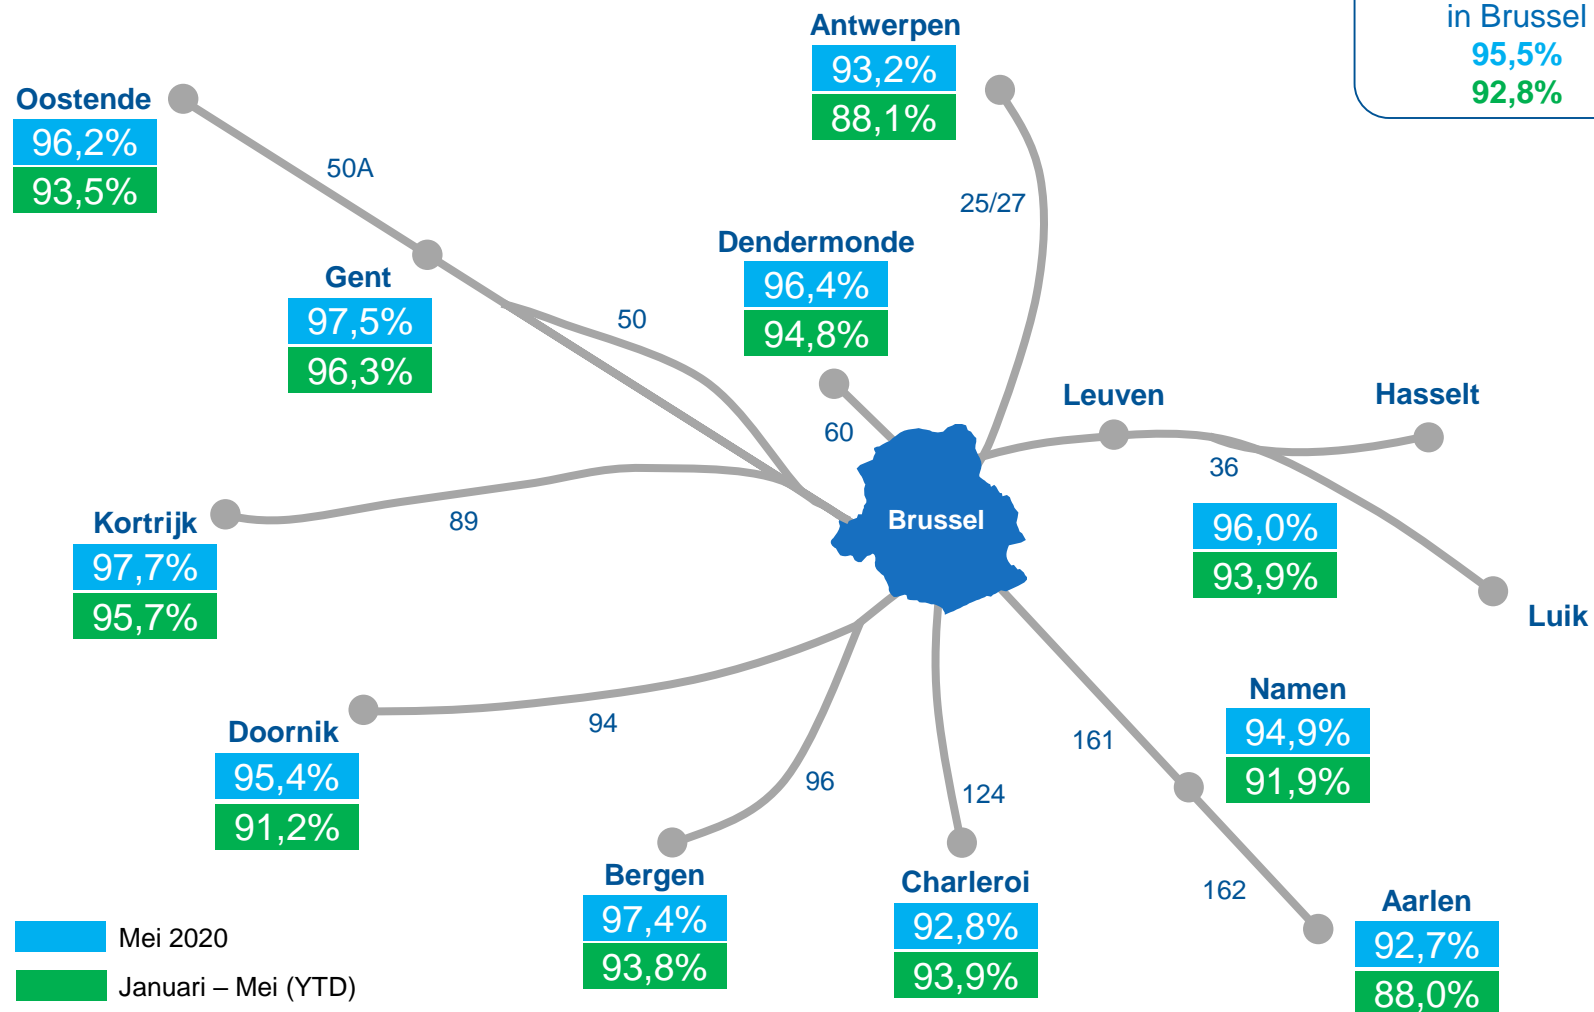 in Brussel
95,5%
92,8%
Antwerpen
93,2%
88,1%
Oostende
96,2%
93,5%
50A
25/27
Dendermonde
96,4%
94,8%
Gent
97,5%
96,3%
50
60
Leuven
Hasselt
36
Brussel
Kortrijk
97,7%
95,7%
89
96,0%
93,9%
Luik
Namen
94,9%
91,9%
161
Doornik
95,4%
91,2%
94
96
124
Bergen
97,4%
93,8%
Charleroi
92,8%
93,9%
162
Aarlen
92,7%
88,0%
Mei 2020
Januari – Mei (YTD)